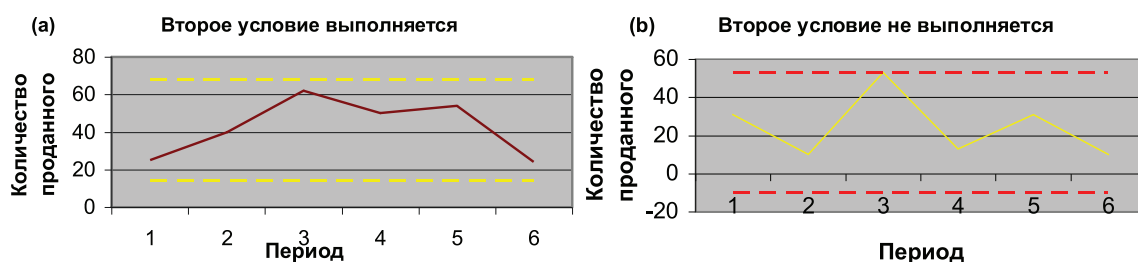 (a) Второе условие выполняется
Количество
проданного
80
60
40
20
0
1 2 3 4 5 6
Период
(b) Второе условие не выполняется
Количество
проданного
60
40
20
0
-20
1 2 3 4 5 6
Период